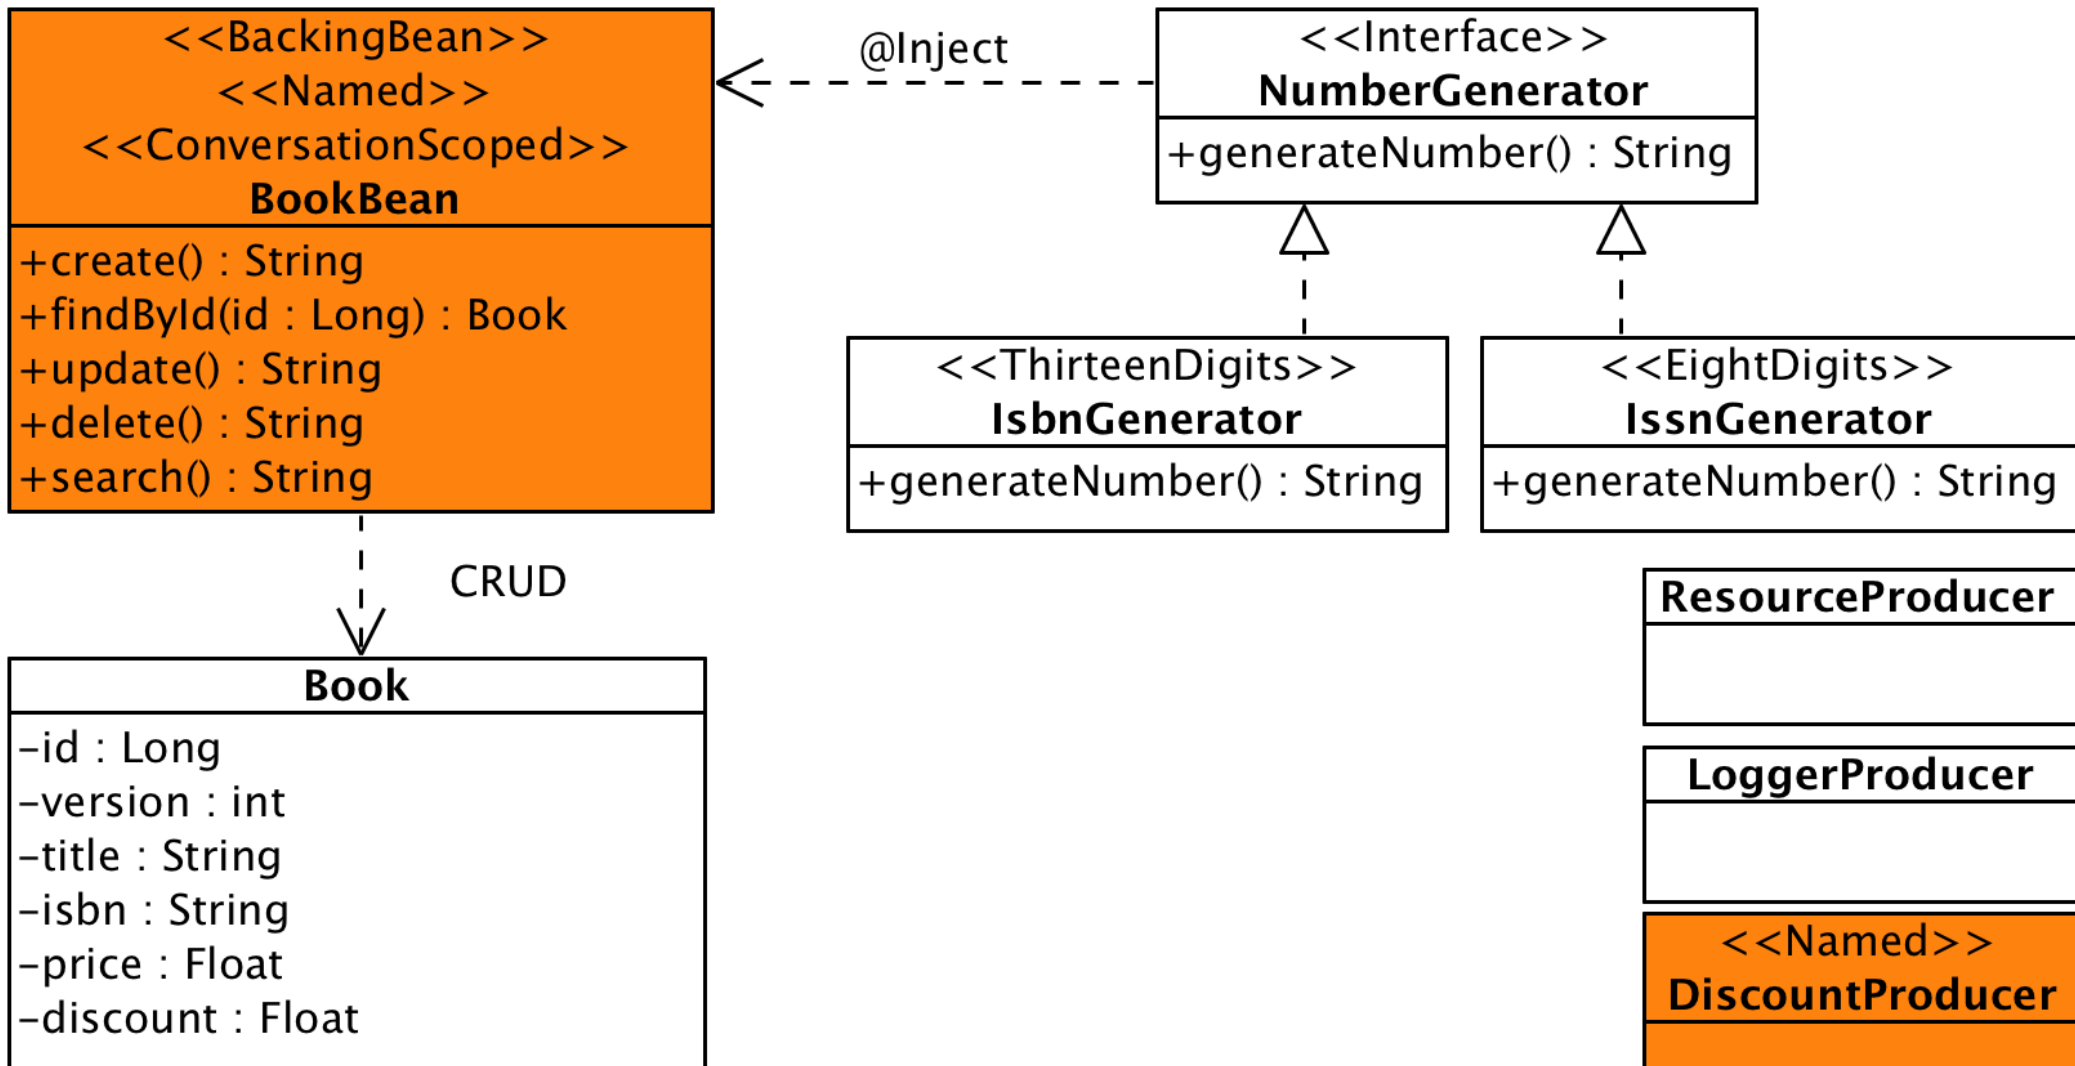 <<BackingBean>>
<<Named>>
<<ConversationScoped>>
BookBean
+create() : String
+findById(id : Long) : Book
+update() : String
+delete() : String
+search() : String
@Inject
<<Interface>>
NumberGenerator
+generateNumber() : String
<<ThirteenDigits>>
IsbnGenerator
+generateNumber() : String
<<EightDigits>>
IssnGenerator
+generateNumber() : String
CRUD
Book
-id : Long
-version : int
-title : String
-isbn : String
-price : Float
-discount : Float
ResourceProducer
LoggerProducer
<<Named>>
DiscountProducer